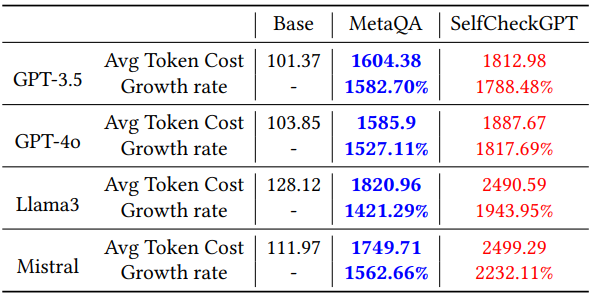 Base MetaQA SelfCheckGPT
GPT-3.5 Avg Token Cost 101.37 1604.38 1812.98
Growth rate - 1582.70% 1788.48%
GPT-4o Avg Token Cost 103.85 1585.9 1887.67
Growth rate - 1527.11% 1817.69%
Llama3 Avg Token Cost 128.12 1820.96 2490.59
Growth rate - 1421.29% 1943.95%
Mistral Avg Token Cost 111.97 1749.71 2499.29
Growth rate - 1562.66% 2232.11%